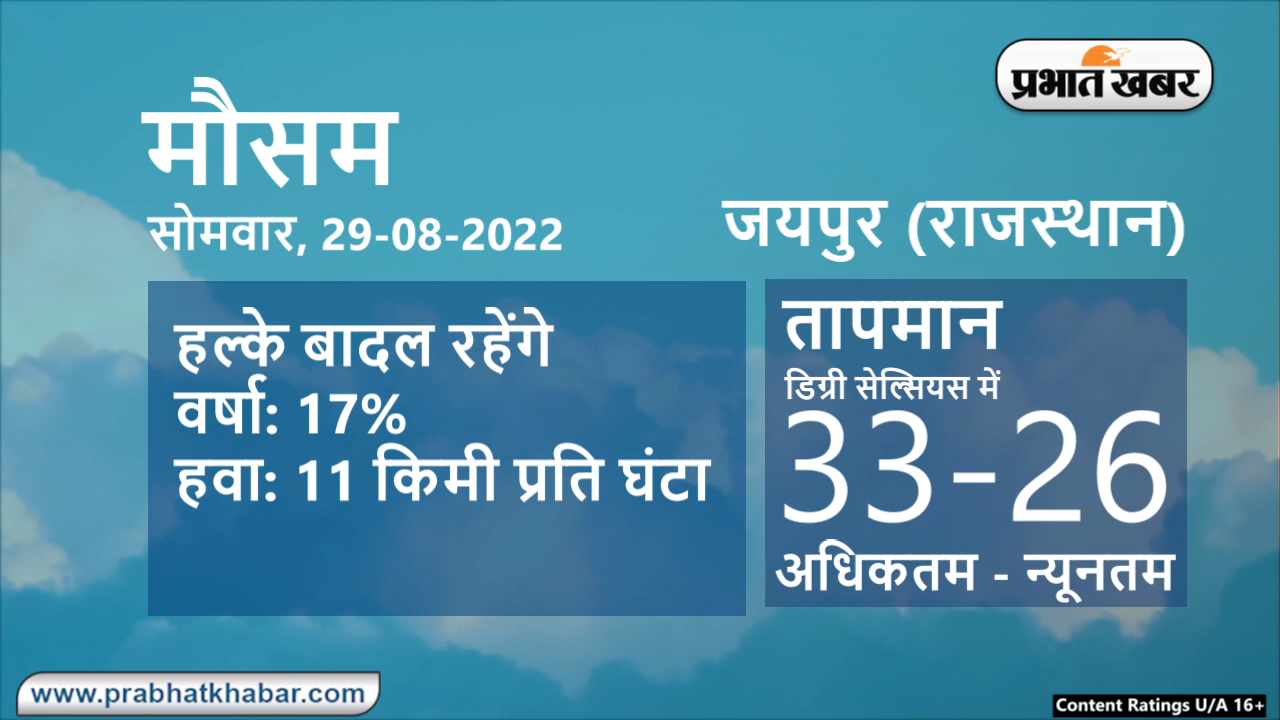 प्रभात खबर
मौसम
सोमवार, 29-08-2022
जयपुर (राजस्थान)
हल्के बादल रहेंगे
वर्षा: 17%
हवा: 11 किमी प्रति घंटा
तापमान
डिग्री सेल्सियस में
33-26
अधिकतम - न्यूनतम
www.prabhatkhabar.com
Content Ratings U/A 16+